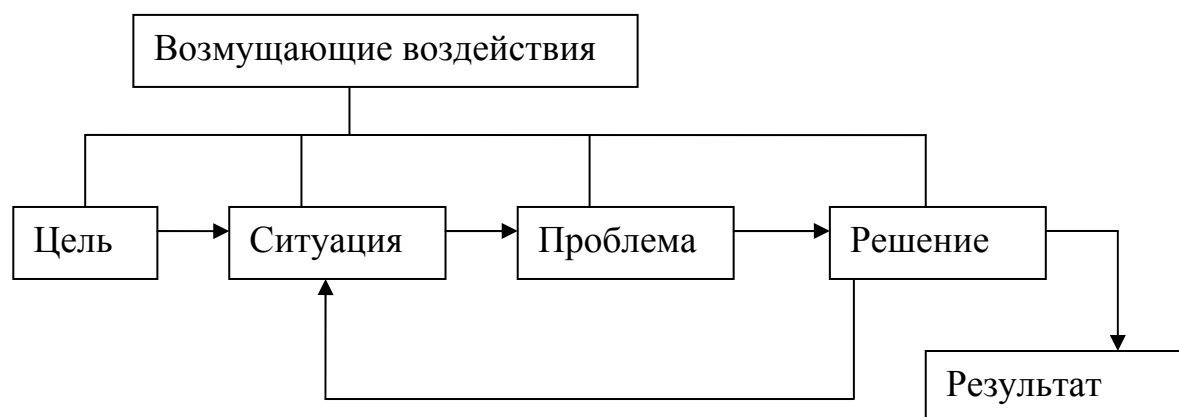 Возмущающие воздействия
Цель
Ситуация
Проблема
Решение
Результат